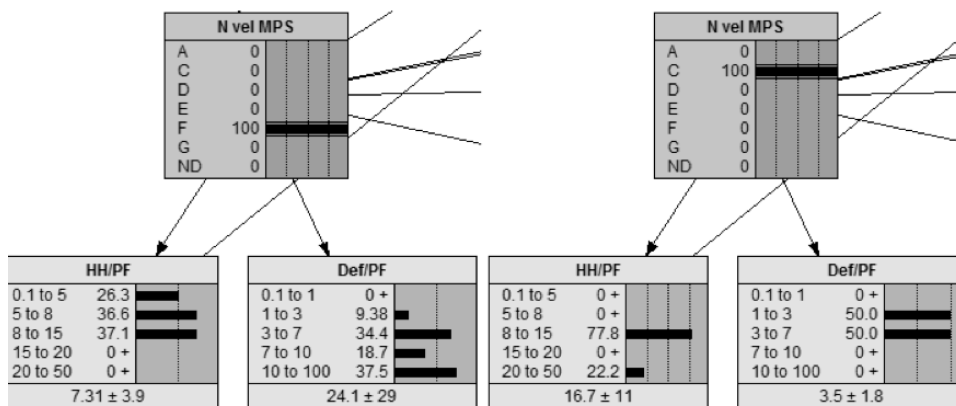 N vel MPS
A 0
C 0
D 0
E 0
F 100
G 0
ND 0
N vel MPS
A 0
C 100
D 0
E 0
F 0
G 0
ND 0
HH/PF
0.1 to 5 26.3
5 to 8 36.6
8 to 15 37.1
15 to 20 0 +
20 to 50 0 +
7.31 ± 3.9
Def/PF
0.1 to 1 0 +
1 to 3 9.38
3 to 7 34.4
7 to 10 18.7
10 to 100 37.5
24.1 ± 29
HH/PF
0.1 to 5 0 +
5 to 8 0 +
8 to 15 77.8
15 to 20 0 +
20 to 50 22.2
16.7 ± 11
Def/PF
0.1 to 1 0 +
1 to 3 50.0
3 to 7 50.0
7 to 10 0 +
10 to 100 0 +
3.5 ± 1.8